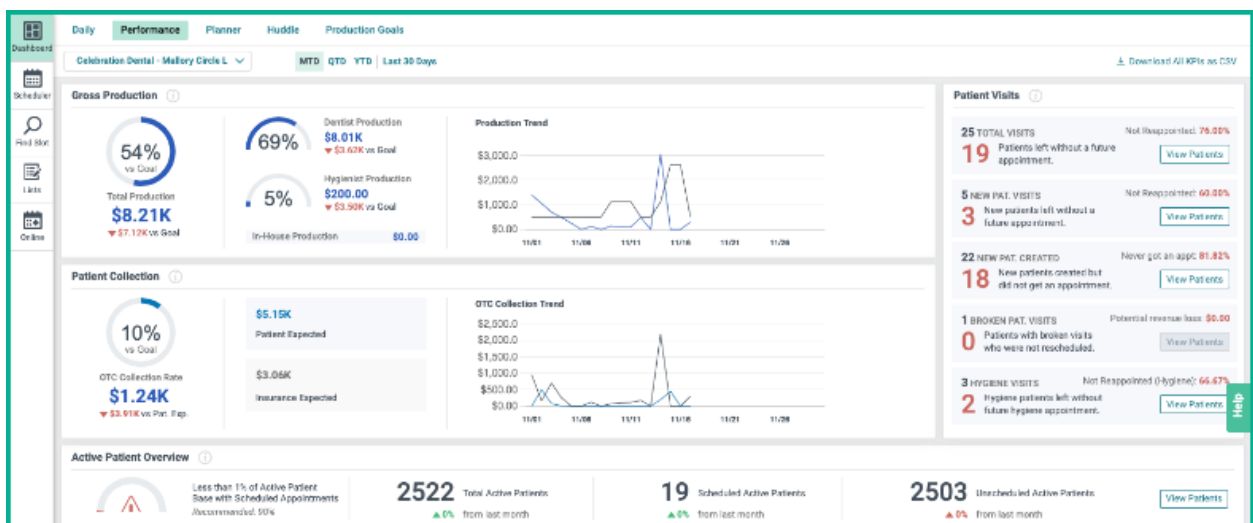 Dashboard
Scheduler
Find Slot
Lists
Online
Daily Performance Planner Huddle Production Goals
Celebration Dental - Mallory Circle L MTD QTD YTD | Last 30 Days Download All KPIs as CSV
Gross Production
54%
vs Goal
Total Production
$8.21K
$7.12K vs Goal
69%
Dentist Production
$8.01K
$3.62K vs Goal
5%
Hygienist Production
$200.00
$3.50K vs Goal
In-House Production $0.00
Production Trend
$3,000.0
$2,000.0
$1,000.0
$0.00
11/01 11/06 11/11 11/16 11/21 11/26
Patient Collection
10%
vs Goal
OTC Collection Rate
$1.24K
$3.91K vs Pat. Exp.
$5.15K
Patient Expected
$3.06K
Insurance Expected
OTC Collection Trend
$2,500.0
$2,000.0
$1,500.0
$1,000.0
$500.00
$0.00
11/01 11/06 11/11 11/16 11/21 11/26
Patient Visits
25 TOTAL VISITS Not Reappointed: 76.00%
19 Patients left without a future
appointment.
View Patients
5 NEW PAT. VISITS Not Reappointed: 60.00%
3 New patients left without a
future appointment.
View Patients
22 NEW PAT. CREATED Never got an appt: 81.82%
18 New patients created but
did not get an appointment.
View Patients
1 BROKEN PAT. VISITS Potential revenue loss: $0.00
0 Patients with broken visits
who were not rescheduled.
View Patients
3 HYGIENE VISITS Not Reappointed (Hygiene): 66.67%
2 Hygiene patients left without
future hygiene appointment.
View Patients
Help
Active Patient Overview
Less than 1% of Active Patient
Base with Scheduled Appointments
Recommended: 90%
2522 Total Active Patients
0% from last month
19 Scheduled Active Patients
0% from last month
2503 Unscheduled Active Patients
0% from last month
View Patients